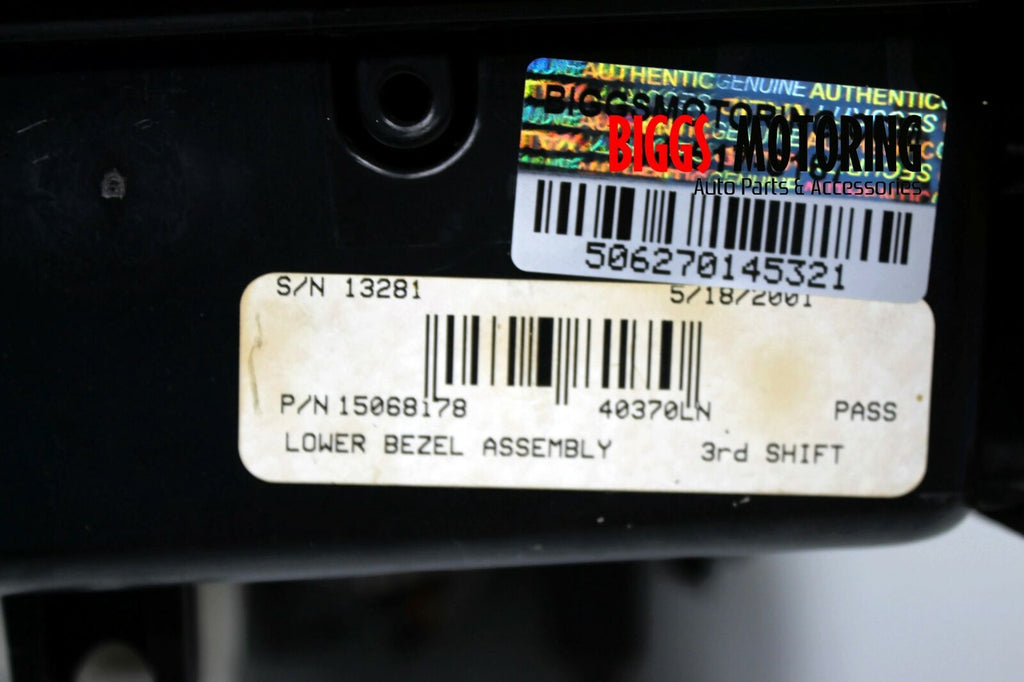 AUTHENTIC GENUINE AUTHENTIC
BIGGSMOTORING
BIGGS MOTORING
Auto Parts & Accessories
506270145321
S/N 13281 5/18/2001
P/N 15068178 40370LN PASS
LOWER BEZEL ASSEMBLY 3rd SHIFT